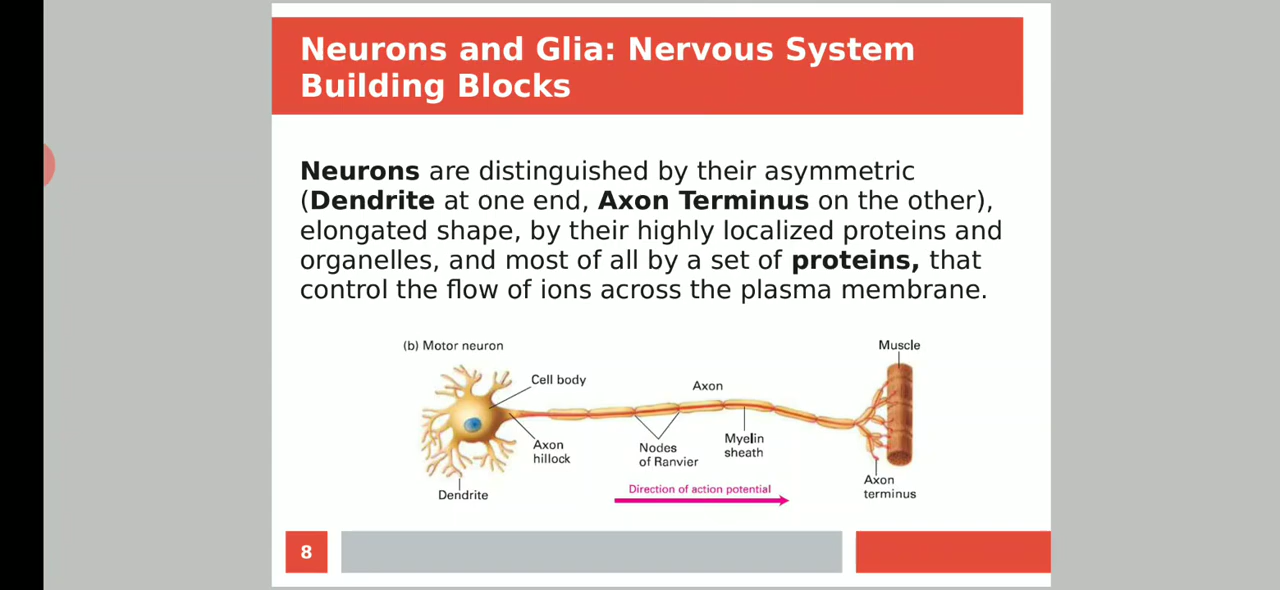 Neurons and Glia: Nervous System
Building Blocks
Neurons are distinguished by their asymmetric
(Dendrite at one end, Axon Terminus on the other),
elongated shape, by their highly localized proteins and
organelles, and most of all by a set of proteins, that
control the flow of ions across the plasma membrane.
(b) Motor neuron
Muscle
Cell body
Axon
Axon
hillock
Nodes
of Ranvier
Myelin
sheath
Dendrite
Axon
terminus
Direction of action potential
8